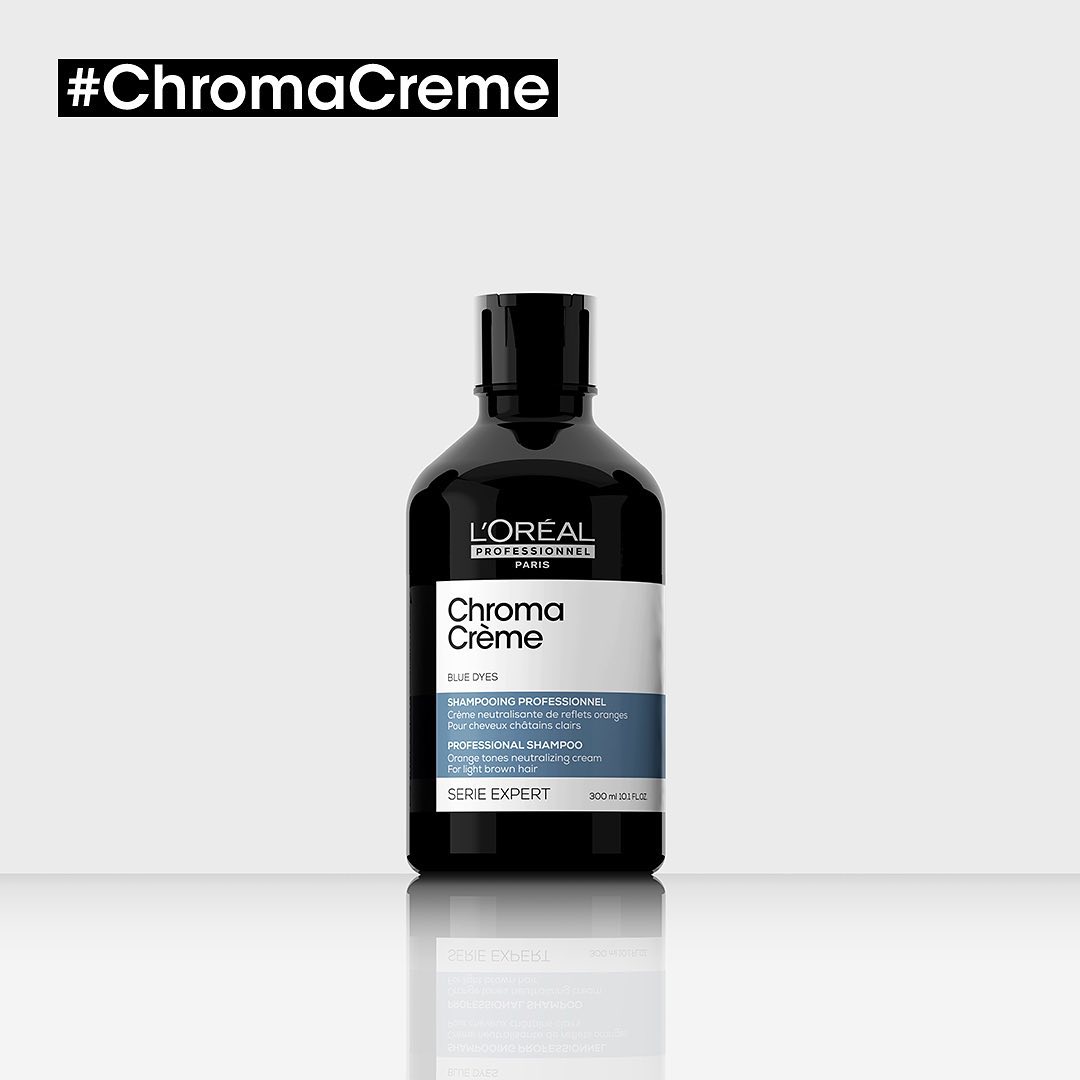 #ChromaCreme
L'ORÉAL
PROFESSIONNEL
PARIS
Chroma
Crème
BLUE DYES
SHAMPOOING PROFESSIONNEL
Crème neutralisante de reflets oranges
Pour cheveux châtains clairs
PROFESSIONAL SHAMPOO
Orange tones neutralizing cream
For light brown hair
SERIE EXPERT 300 ml 10.1 FL.OZ.